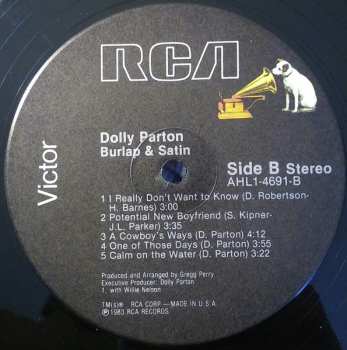 RCA
Victor
Dolly Parton
Burlap & Satin
Side B Stereo
AHL1-4691-B
1 I Really Don't Want to Know (D. Robertson-
H. Barnes) 3:00
2 Potential New Boyfriend (S. Kipner-
J.L. Parker) 3:35
3 A Cowboy's Ways (D. Parton) 4:12
4 One of Those Days (D. Parton) 3:55
5 Calm on the Water (D. Parton) 3:22
Produced and Arranged by Gregg Perry
Executive Producer: Dolly Parton
1. with Willie Nelson
TM(s)® RCA CORP.—MADE IN U.S.A.
℗1983 RCA RECORDS